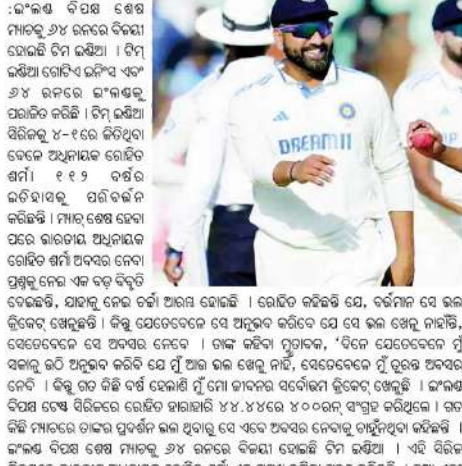 :ଇଂଲଣ୍ଡ ବିପକ୍ଷ ଶେଷ
ମ୍ୟାଚକୁ ୬୪ ରନରେ ବିଜୟୀ
ହୋଇଛି ଟିମ ଇଣ୍ଡିଆ । ଟିମ୍
ଇଣ୍ଡିଆ ଗୋଟିଏ ଇନିଂସ ଏବଂ
୬୪ ରନରେ ଇଂଲଣ୍ଡକୁ
ପରାଜିତ କରିଛି । ଟିମ୍ ଇଣ୍ଡିଆ
ସିରିଜକୁ ୪-୧ରେ ଜିତିଥିବା
ବେଳେ ଅଧିନାୟକ ରୋହିତ
ଶର୍ମା ୧୧୨ ବର୍ଷର
ଇତିହାସକୁ ପରିବର୍ତ୍ତନ
କରିଛନ୍ତି । ମ୍ୟାଚ୍ ଶେଷ ହେବା
ପରେ ଭାରତୀୟ ଅଧିନାୟକ
ରୋହିତ ଶର୍ମା ଅବସର ନେବା
ପ୍ରଶ୍ନକୁ ନେଇ ଏକ ବଡ଼ ବିବୃତି
DREAM11
ଦେଇଛନ୍ତି, ଯାହାକୁ ନେଇ ଚର୍ଚ୍ଚା ଆରମ୍ଭ ହୋଇଛି । ରୋହିତ କହିଛନ୍ତି ଯେ, ବର୍ତ୍ତମାନ ସେ ଭଲ
କ୍ରିକେଟ୍ ଖେଳୁଛନ୍ତି । କିନ୍ତୁ ଯେତେବେଳେ ସେ ଅନୁଭବ କରିବେ ଯେ ସେ ଭଲ ଖେଳୁ ନାହାଁନ୍ତି,
ସେତେବେଳେ ସେ ଅବସର ନେବେ । ତାଙ୍କ କହିବା ମୁତାବକ, 'ଦିନେ ଯେତେବେଳେ ମୁଁ
ସକାଳୁ ଉଠି ଅନୁଭବ କରିବି ଯେ ମୁଁ ଆଉ ଭଲ ଖେଳୁ ନାହିଁ, ସେତେବେଳେ ମୁଁ ତୁରନ୍ତ ଅବସର
ନେବି । କିନ୍ତୁ ଗତ କିଛି ବର୍ଷ ହେଲାଣି ମୁଁ ମୋ ଜୀବନର ସର୍ବୋତ୍ତମ କ୍ରିକେଟ୍ ଖେଳୁଛି । ଇଂଲଣ୍ଡ
ବିପକ୍ଷ ଟେଷ୍ଟ ସିରିଜରେ ରୋହିତ ହାରାହାରି ୪୪.୪୪ରେ ୪୦୦ରନ୍ ସଂଗ୍ରହ କରିଥିଲେ । ଗତ
କିଛି ମ୍ୟାଚରେ ତାଙ୍କର ପ୍ରଦର୍ଶନ ଭଲ ଥିବାରୁ ସେ ଏବେ ଅବସର ନେବାକୁ ଚାହୁଁନଥିବା କହିଛନ୍ତି ।
ଇଂଲଣ୍ଡ ବିପକ୍ଷ ଶେଷ ମ୍ୟାଚକୁ ୬୪ ରନରେ ବିଜୟୀ ହୋଇଛି ଟିମ ଇଣ୍ଡିଆ । ଏହି ସିରିଜ